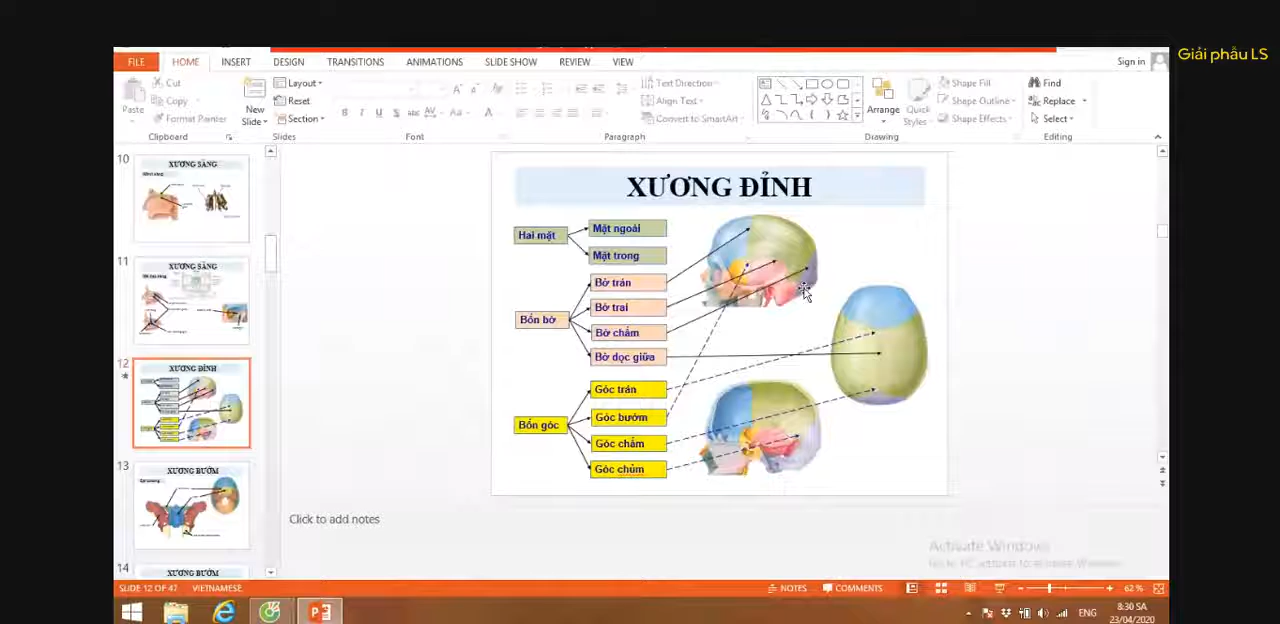 Giải phẫu LS
FILE HOME INSERT DESIGN TRANSITIONS ANIMATIONS SLIDE SHOW REVIEW VIEW Sign in
Cut
Copy
Format Painter
Paste
Clipboard
New
Slide
Layout
Reset
Section
Slides
Font
Text Direction
Align Text
Convert to SmartArt
Paragraph
Arrange
Quick
Styles
Shape Fill
Shape Outline
Shape Effects
Drawing
Find
Replace
Select
Editing
10
XƯƠNG SÀNG
11
XƯƠNG SÀNG
12
XƯƠNG ĐỈNH
13
XƯƠNG BƯỚM
14
XƯƠNG BƯỚM
XƯƠNG ĐỈNH
Hai mặt
Mặt ngoài
Mặt trong
Bốn bờ
Bờ trán
Bờ trai
Bờ chẩm
Bờ dọc giữa
Bốn góc
Góc trán
Góc bướm
Góc chẩm
Góc chũm
Click to add notes
Activate Windows
SLIDE 12 OF 47 VIETNAMESE NOTES COMMENTS 62 %
ENG
8:30 SA
23/04/2020